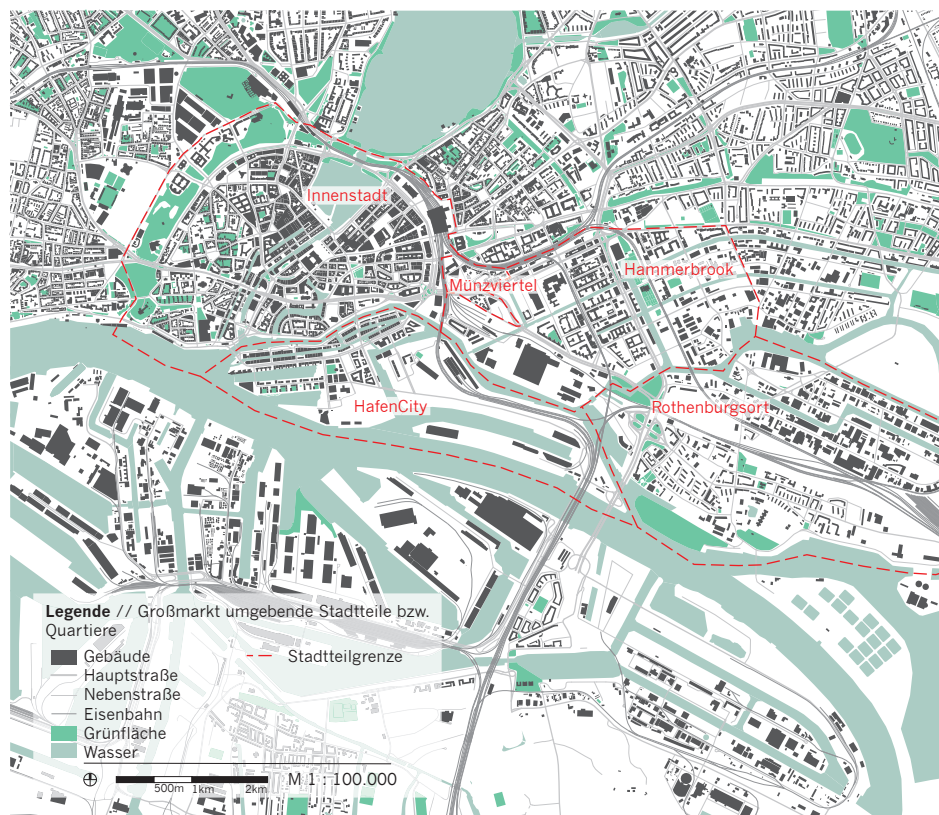 Innenstadt
Hammerbrook
Münzviertel
HafenCity
Rothenburgsort
Legende // Großmarkt umgebende Stadtteile bzw.
Quartiere
Gebäude
Stadtteilgrenze
Hauptstraße
Nebenstraße
Eisenbahn
Grünfläche
Wasser
M 1 : 100.000
500m 1km 2km